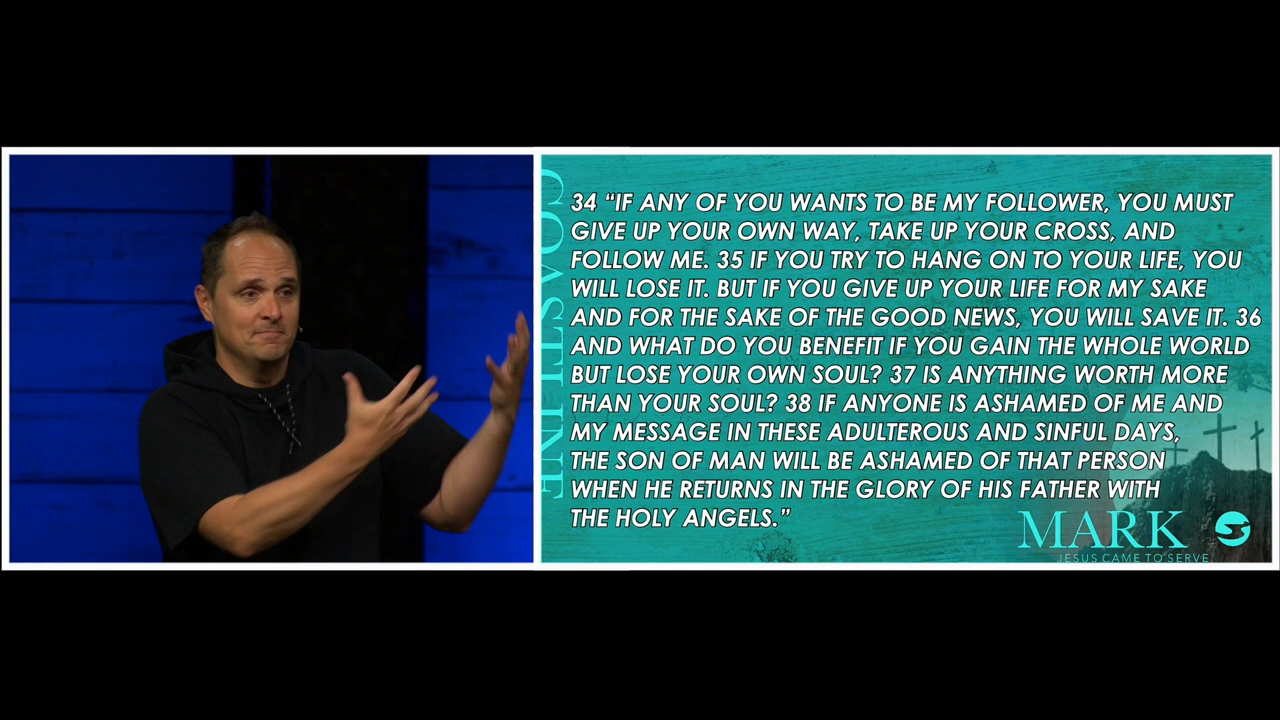 34 “IF ANY OF YOU WANTS TO BE MY FOLLOWER, YOU MUST
GIVE UP YOUR OWN WAY, TAKE UP YOUR CROSS, AND
FOLLOW ME. 35 IF YOU TRY TO HANG ON TO YOUR LIFE, YOU
WILL LOSE IT. BUT IF YOU GIVE UP YOUR LIFE FOR MY SAKE
AND FOR THE SAKE OF THE GOOD NEWS, YOU WILL SAVE IT. 36
AND WHAT DO YOU BENEFIT IF YOU GAIN THE WHOLE WORLD
BUT LOSE YOUR OWN SOUL? 37 IS ANYTHING WORTH MORE
THAN YOUR SOUL? 38 IF ANYONE IS ASHAMED OF ME AND
MY MESSAGE IN THESE ADULTEROUS AND SINFUL DAYS,
THE SON OF MAN WILL BE ASHAMED OF THAT PERSON
WHEN HE RETURNS IN THE GLORY OF HIS FATHER WITH
THE HOLY ANGELS.”
COASTLINE
MARK
JESUS CAME TO SERVE